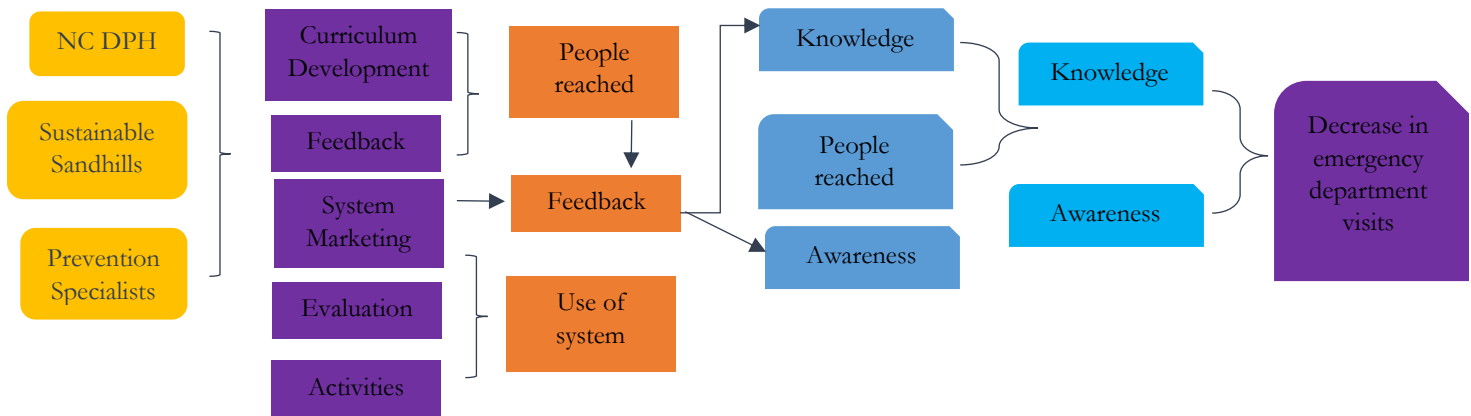 NC DPH
Sustainable
Sandhills
Prevention
Specialists
Curriculum
Development
Feedback
System
Marketing
Evaluation
Activities
People
reached
Feedback
Use of
system
Knowledge
People
reached
Awareness
Knowledge
Awareness
Decrease in
emergency
department
visits